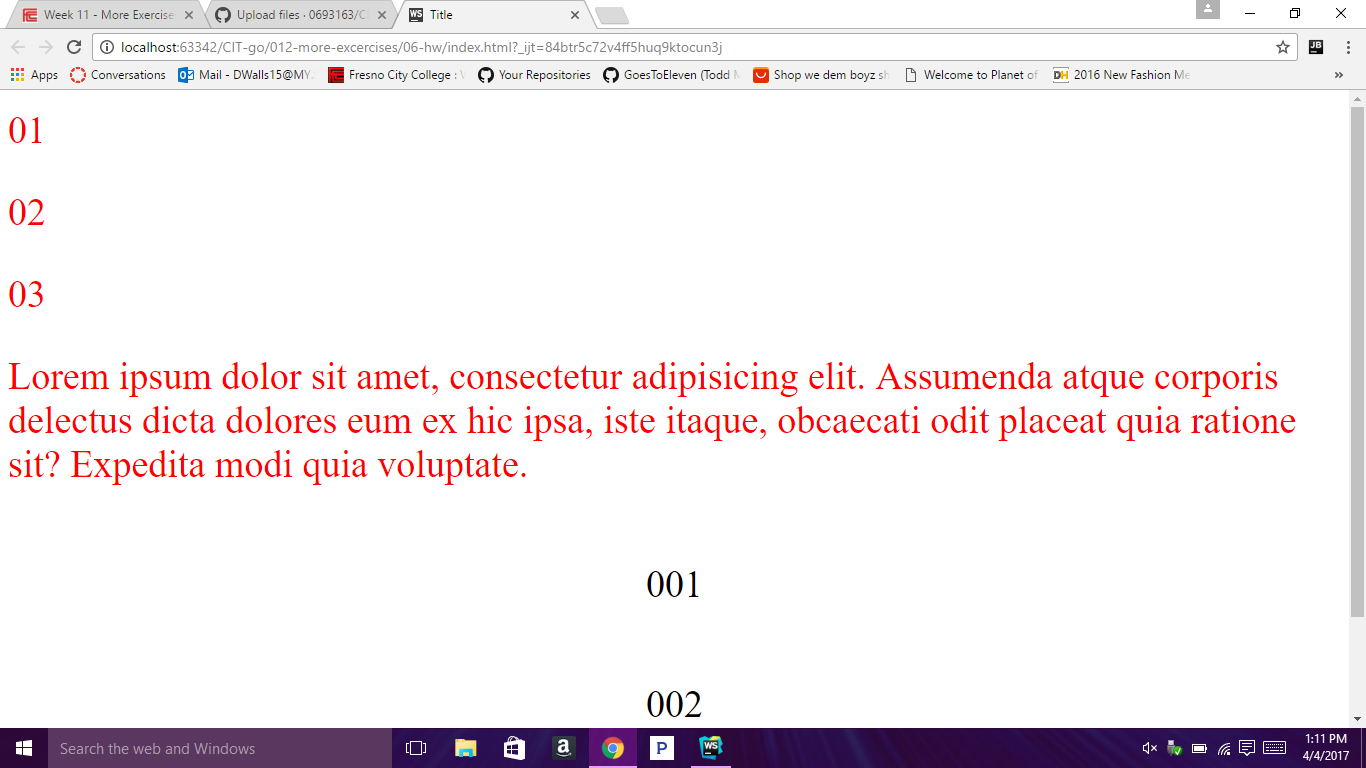 Week 11 - More Exercise
Upload files · 0693163/CI
Title
localhost:63342/CIT-go/012-more-excercises/06-hw/index.html?_ijt=84btr5c72v4ff5huq9ktocun3j
JB
Apps
Conversations
Mail - DWalls15@MY.
Fresno City College : W
Your Repositories
GoesToEleven (Todd M
Shop we dem boyz sh
Welcome to Planet of
DH
2016 New Fashion Me
»
01
02
03
Lorem ipsum dolor sit amet, consectetur adipisicing elit. Assumenda atque corporis
delectus dicta dolores eum ex hic ipsa, iste itaque, obcaecati odit placeat quia ratione
sit? Expedita modi quia voluptate.
001
002
Search the web and Windows
a
P
WS
1:11 PM
4/4/2017